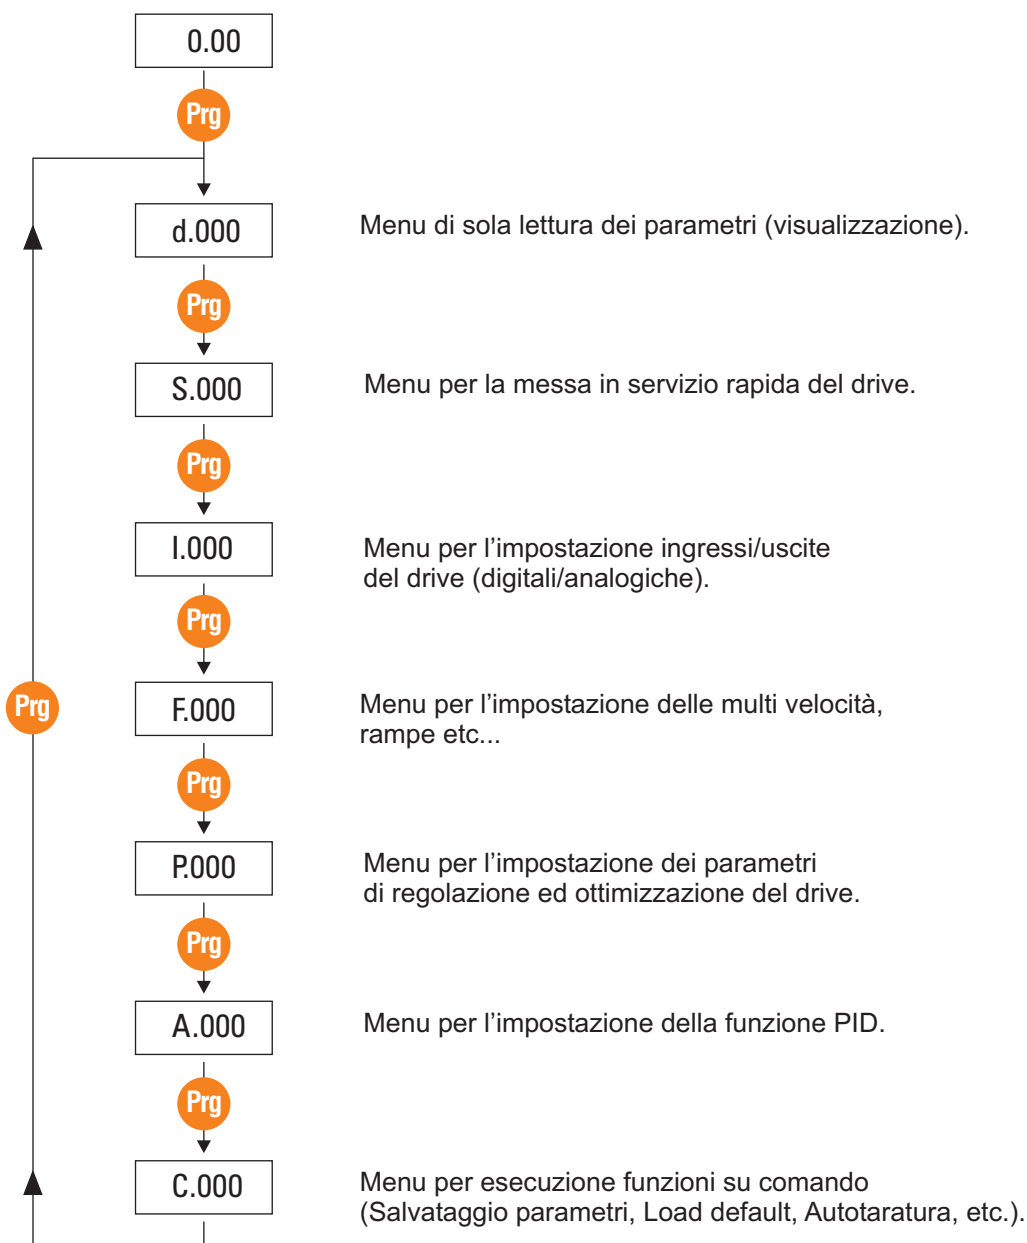 0.00
Prg
d.000
Menu di sola lettura dei parametri (visualizzazione).
Prg
S.000
Menu per la messa in servizio rapida del drive.
Prg
I.000
Menu per l’impostazione ingressi/uscite
del drive (digitali/analogiche).
Prg
Prg
F.000
Menu per l’impostazione delle multi velocità,
rampe etc...
Prg
P.000
Menu per l’impostazione dei parametri
di regolazione ed ottimizzazione del drive.
Prg
A.000
Menu per l’impostazione della funzione PID.
Prg
C.000
Menu per esecuzione funzioni su comando
(Salvataggio parametri, Load default, Autotaratura, etc.).